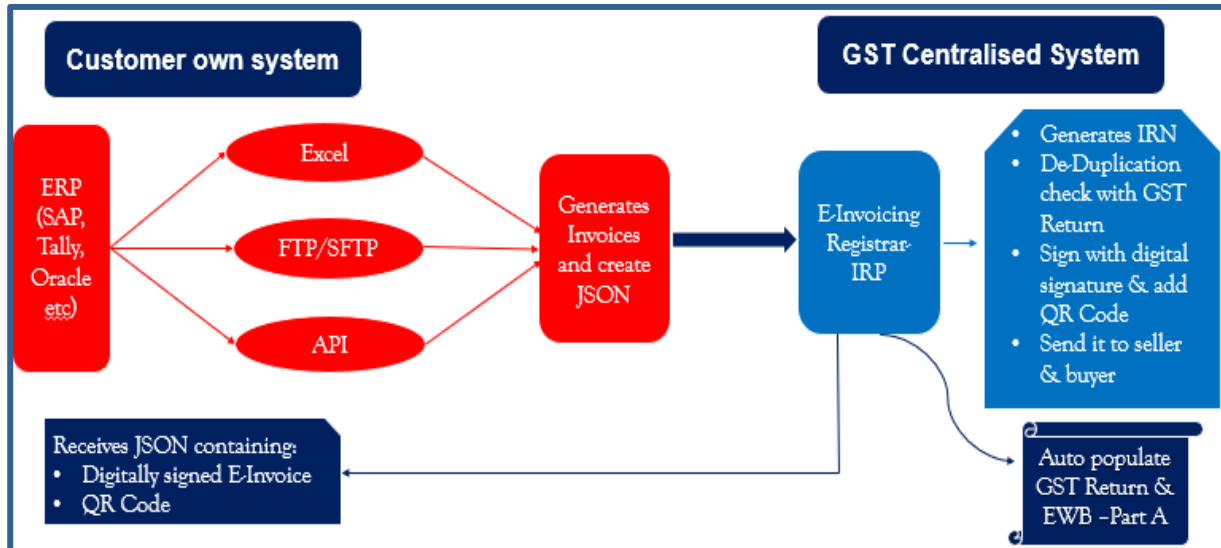 Customer own system
GST Centralised System
ERP
(SAP,
Tally,
Oracle
etc)
Excel
FTP/SFTP
API
Generates
Invoices
and create
JSON
E-Invoicing
Registrar-
IRP
• Generates IRN
• De-Duplication
check with GST
Return
• Sign with digital
signature & add
QR Code
• Send it to seller
& buyer
Receives JSON containing:
• Digitally signed E-Invoice
• QR Code
Auto populate
GST Return &
EWB –Part A